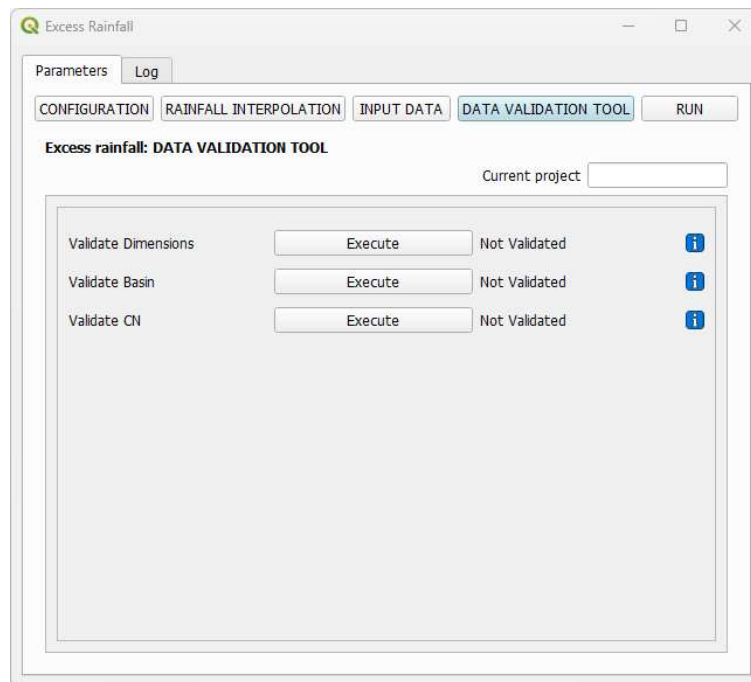 Excess Rainfall
Parameters Log
CONFIGURATION RAINFALL INTERPOLATION INPUT DATA DATA VALIDATION TOOL RUN
Excess rainfall: DATA VALIDATION TOOL
Current project
Validate Dimensions Execute Not Validated i
Validate Basin Execute Not Validated i
Validate CN Execute Not Validated i